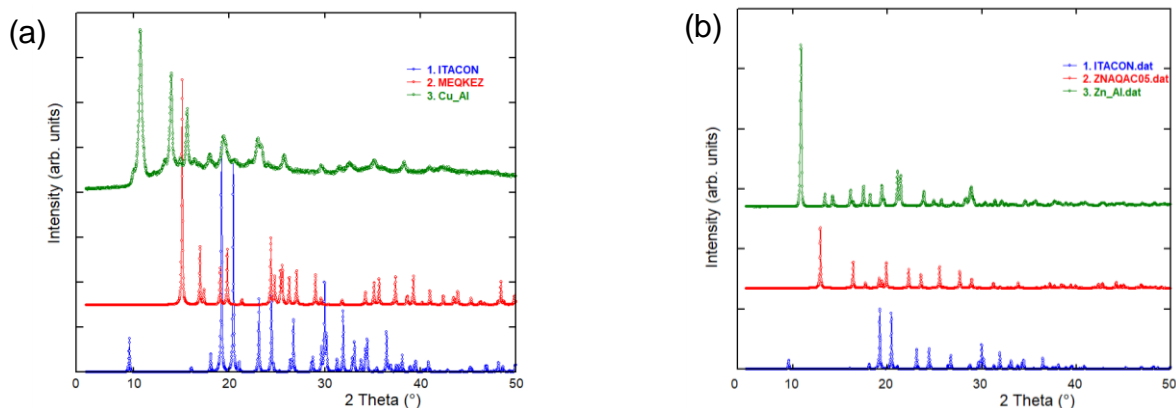 (a)
1. ITACON
2. MEQKEZ
3. Cu_Al
Intensity (arb. units)
0 10 20 30 40 50
2 Theta (°)
(b)
1. ITACON.dat
2. ZNAQAC05.dat
3. Zn_Al.dat
Intensity (arb. units)
0 10 20 30 40 50
2 Theta (°)